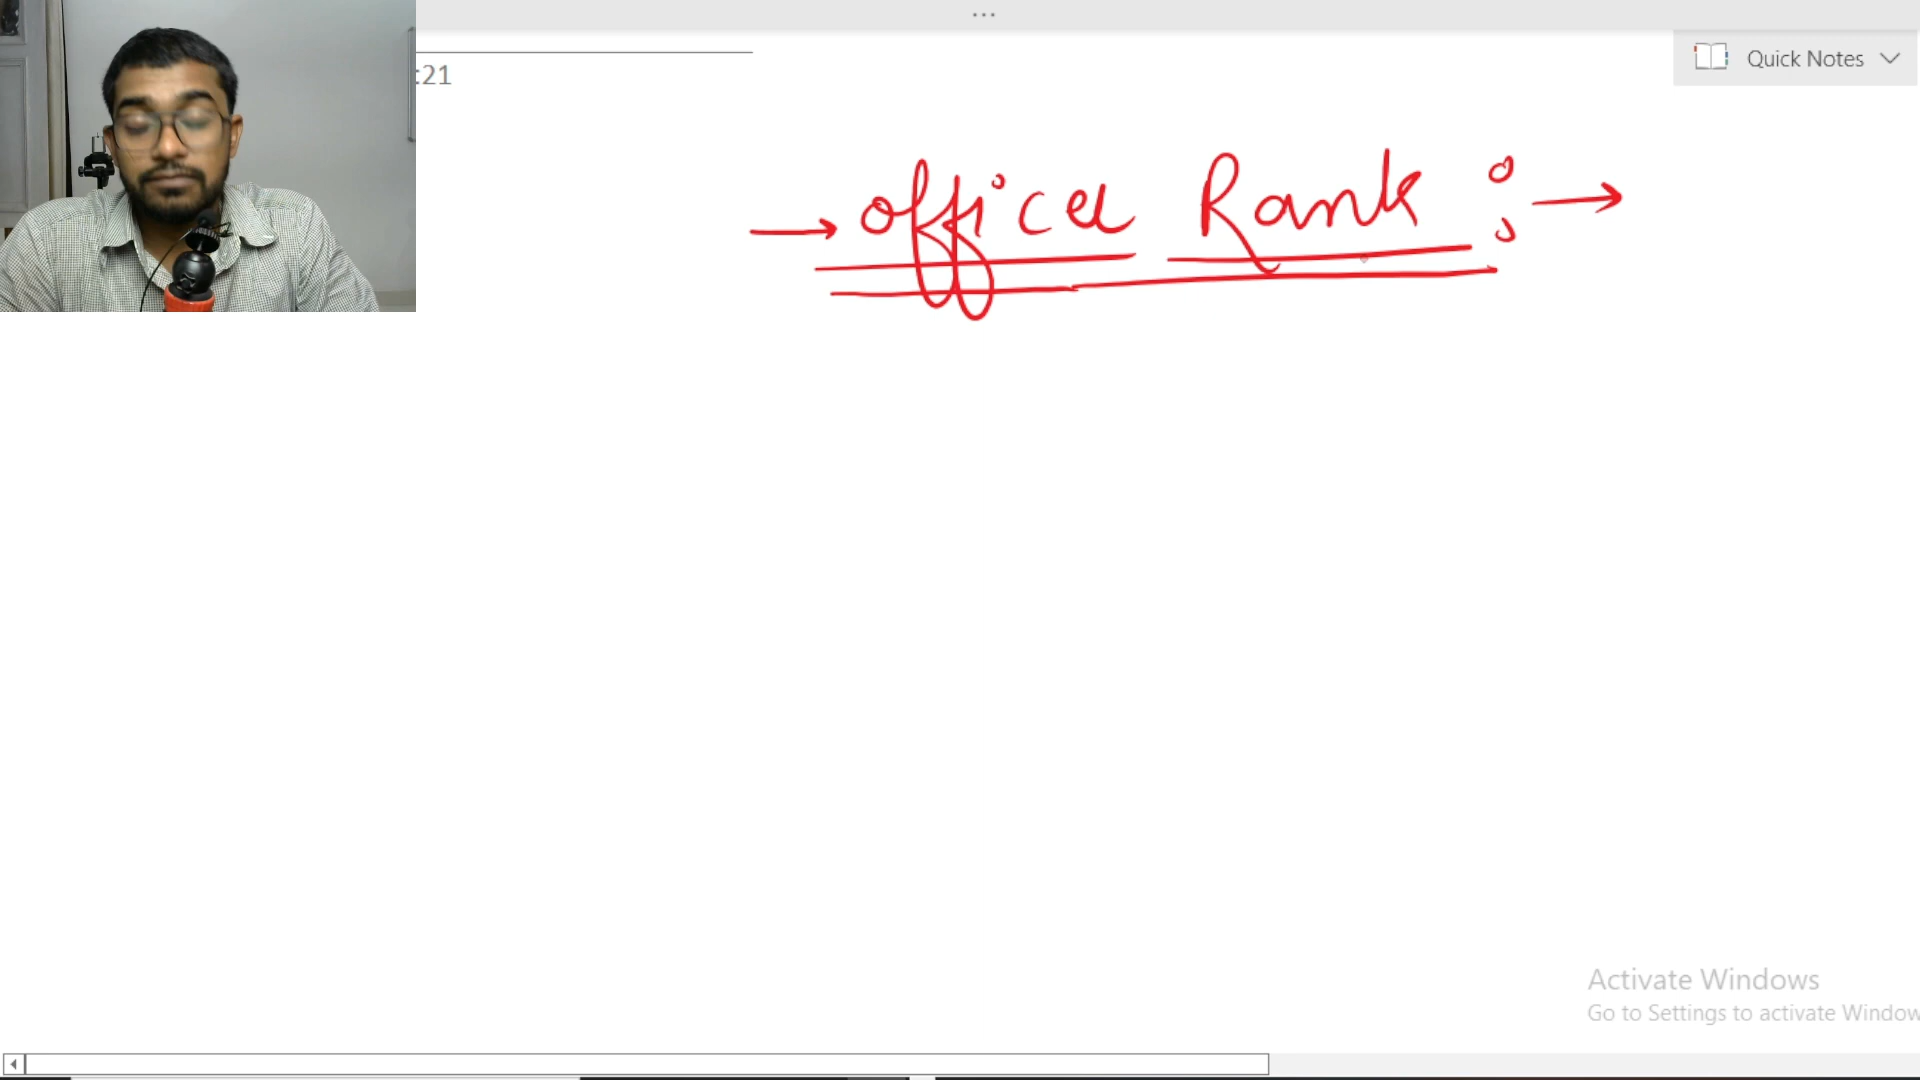 ...
Quick Notes
:21
→ officer Rank : →
Activate Windows
Go to Settings to activate Window